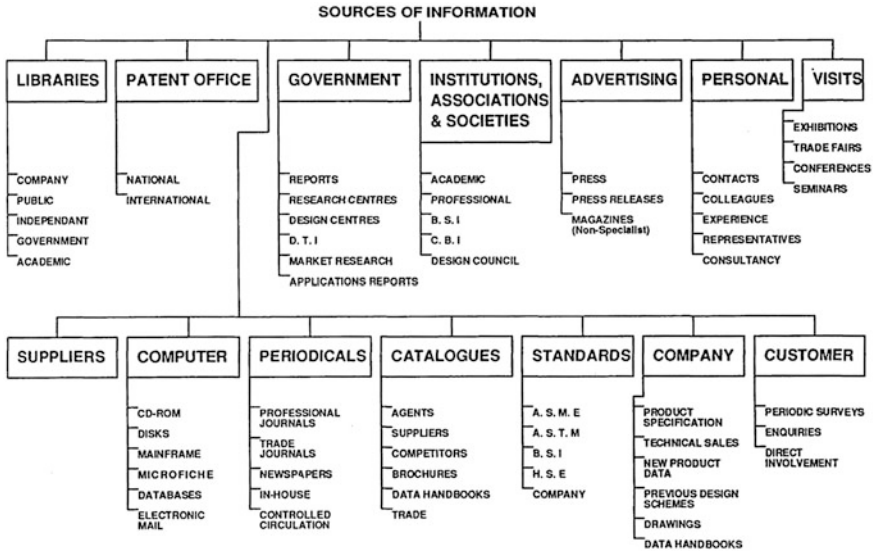 SOURCES OF INFORMATION
LIBRARIES
COMPANY
PUBLIC
INDEPENDANT
GOVERNMENT
ACADEMIC
PATENT OFFICE
NATIONAL
INTERNATIONAL
GOVERNMENT
REPORTS
RESEARCH CENTRES
DESIGN CENTRES
D. T. I
MARKET RESEARCH
APPLICATIONS REPORTS
INSTITUTIONS,
ASSOCIATIONS
& SOCIETIES
ACADEMIC
PROFESSIONAL
B. S. I
C. B. I
DESIGN COUNCIL
ADVERTISING
PRESS
PRESS RELEASES
MAGAZINES
(Non-Specialist)
PERSONAL
CONTACTS
COLLEAGUES
EXPERIENCE
REPRESENTATIVES
CONSULTANCY
VISITS
EXHIBITIONS
TRADE FAIRS
CONFERENCES
SEMINARS
SUPPLIERS
COMPUTER
CD-ROM
DISKS
MAINFRAME
MICROFICHE
DATABASES
ELECTRONIC
MAIL
PERIODICALS
PROFESSIONAL
JOURNALS
TRADE
JOURNALS
NEWSPAPERS
IN-HOUSE
CONTROLLED
CIRCULATION
CATALOGUES
AGENTS
SUPPLIERS
COMPETITORS
BROCHURES
DATA HANDBOOKS
TRADE
STANDARDS
A. S. M. E
A. S. T. M
B. S. I
H. S. E
COMPANY
COMPANY
PRODUCT
SPECIFICATION
TECHNICAL SALES
NEW PRODUCT
DATA
PREVIOUS DESIGN
SCHEMES
DRAWINGS
DATA HANDBOOKS
CUSTOMER
PERIODIC SURVEYS
ENQUIRIES
DIRECT
INVOLVEMENT